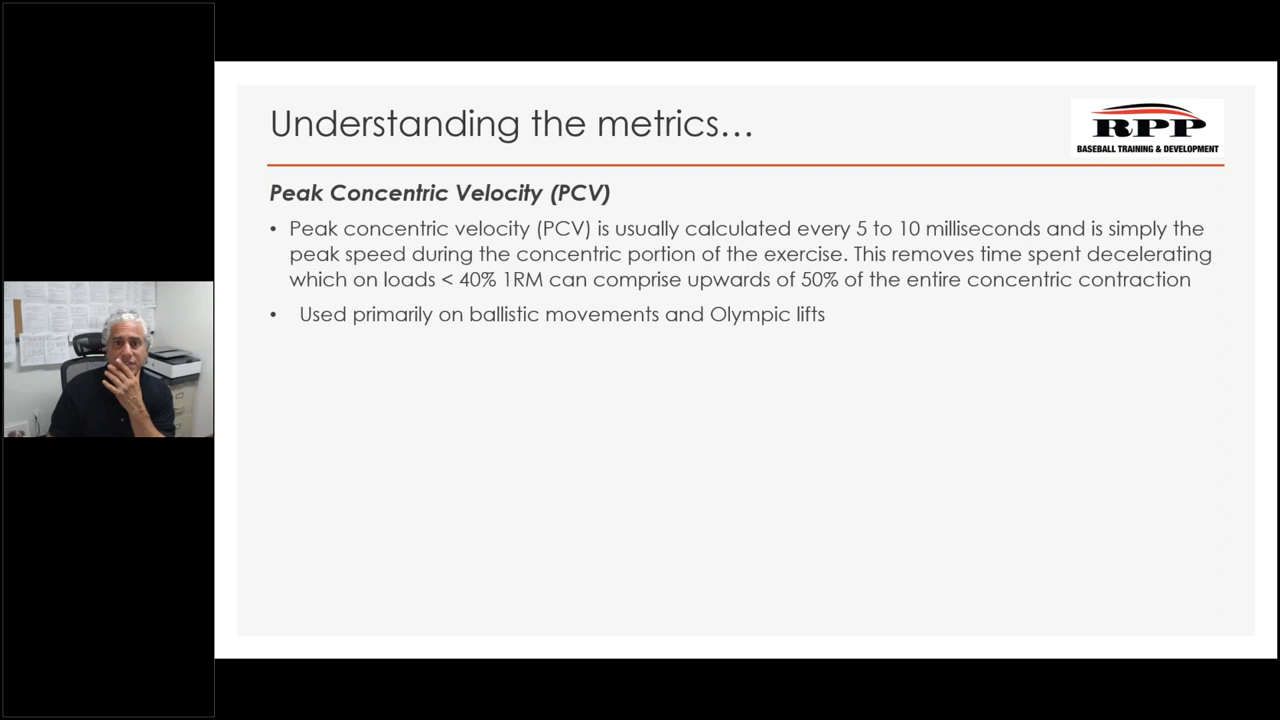 Understanding the metrics...
RPP
BASEBALL TRAINING & DEVELOPMENT
Peak Concentric Velocity (PCV)
• Peak concentric velocity (PCV) is usually calculated every 5 to 10 milliseconds and is simply the
peak speed during the concentric portion of the exercise. This removes time spent decelerating
which on loads < 40% 1RM can comprise upwards of 50% of the entire concentric contraction
• Used primarily on ballistic movements and Olympic lifts